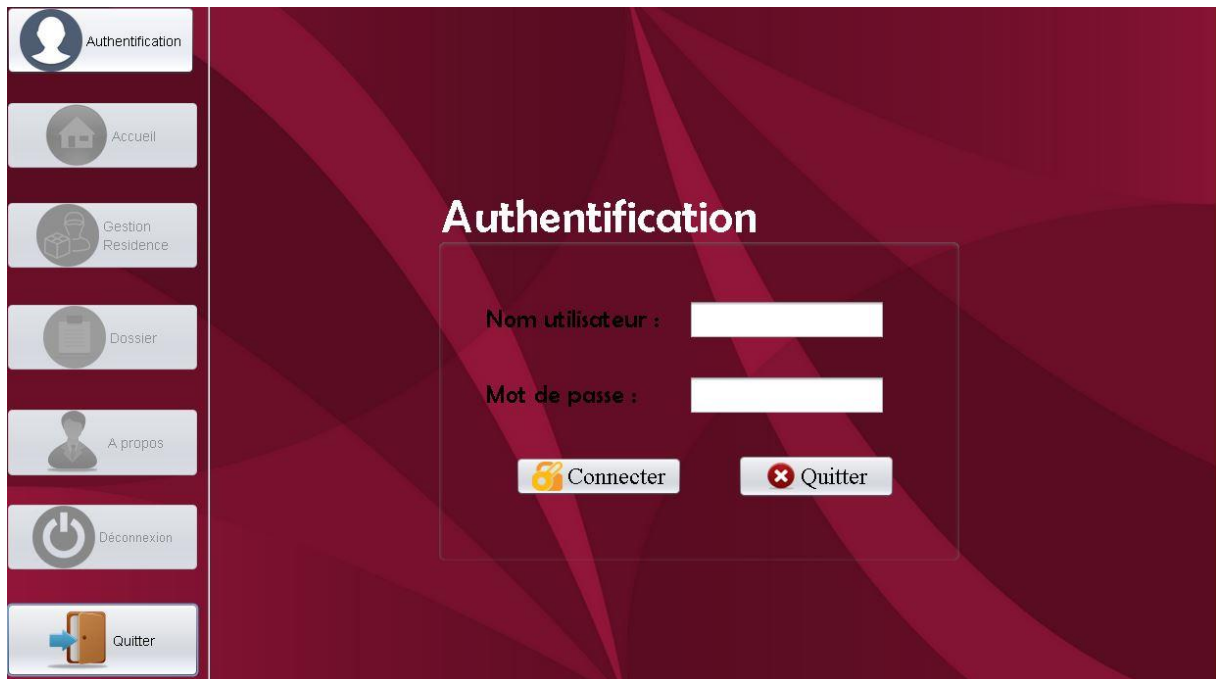 Authentification
Accueil
Gestion
Residence
Dossier
A propos
Déconnexion
Quitter
Authentification
Nom utilisateur :
Mot de passe :
Connecter
Quitter